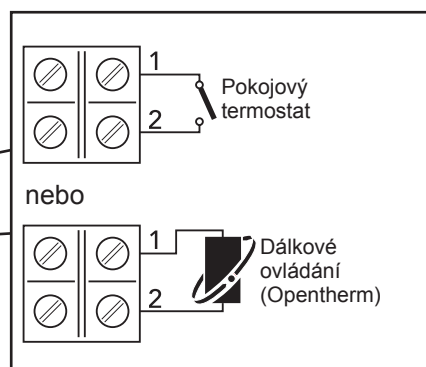 1
Pokojový
termostat
2
nebo
1
Dálkové
ovládání
(Opentherm)
2